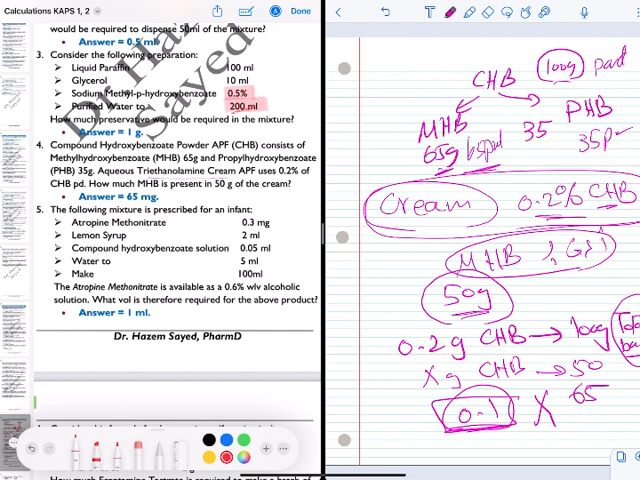 Calculations KAPS 1, 2
Done
would be required to dispense 50ml of the mixture?
• Answer = 0.5 ml.
3. Consider the following preparation:
➤ Liquid Paraffin 100 ml
➤ Glycerol 10 ml
➤ Sodium Methyl-p-hydroxybenzoate 0.5%
➤ Purified Water to 200 ml
How much preservative would be required in the mixture?
• Answer = 1 g.
4. Compound Hydroxybenzoate Powder APF (CHB) consists of
Methylhydroxybenzoate (MHB) 65g and Propylhydroxybenzoate
(PHB) 35g. Aqueous Triethanolamine Cream APF uses 0.2% of
CHB pd. How much MHB is present in 50 g of the cream?
• Answer = 65 mg.
5. The following mixture is prescribed for an infant:
➤ Atropine Methonitrate 0.3 mg
➤ Lemon Syrup 2 ml
➤ Compound hydroxybenzoate solution 0.05 ml
➤ Water to 5 ml
➤ Make 100ml
The Atropine Methonitrate is available as a 0.6% w/v alcoholic
solution. What vol is therefore required for the above product?
• Answer = 1 ml.
Dr. Hazem Sayed, PharmD
Sayed
CHB 100g part
MHB 35 PHB
65g 35p
Cream 0.2% CHB
MHB
50g
0.2 g CHB → 100g
X g CHB → 50
0.1 X 65